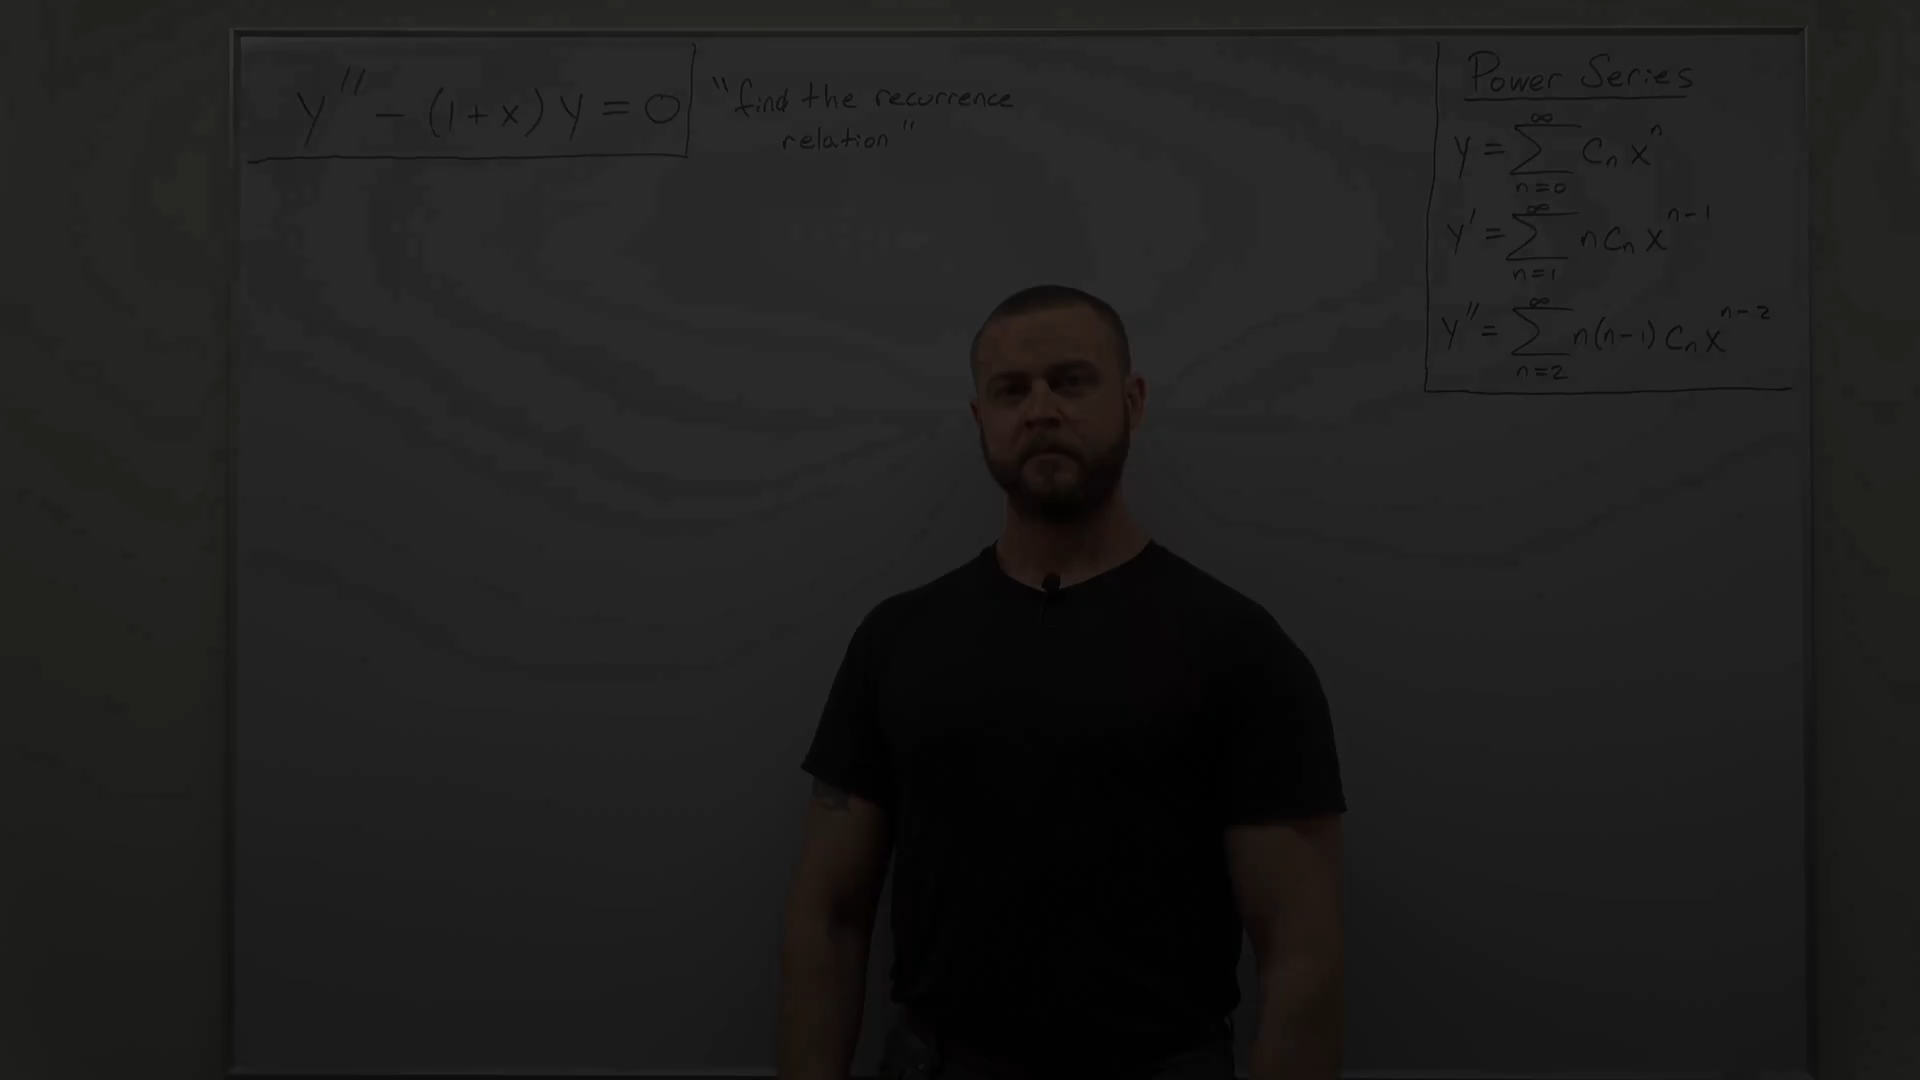 y'' - (1+x) y = 0
"find the recurrence
relation"
Power Series
y = ∑_{n=0}^{∞} c_n x^n
y' = ∑_{n=1}^{∞} n c_n x^{n-1}
y'' = ∑_{n=2}^{∞} n(n-1) c_n x^{n-2}